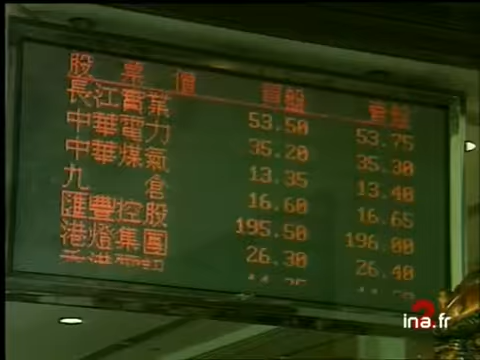 股票 價 買盤 賣盤
長江實業 53.50 53.75
中華電力 35.20 35.30
中華煤氣 13.35 13.40
九倉 16.60 16.65
匯豐控股 195.50 196.00
港燈集團 26.30 26.40
ina.fr